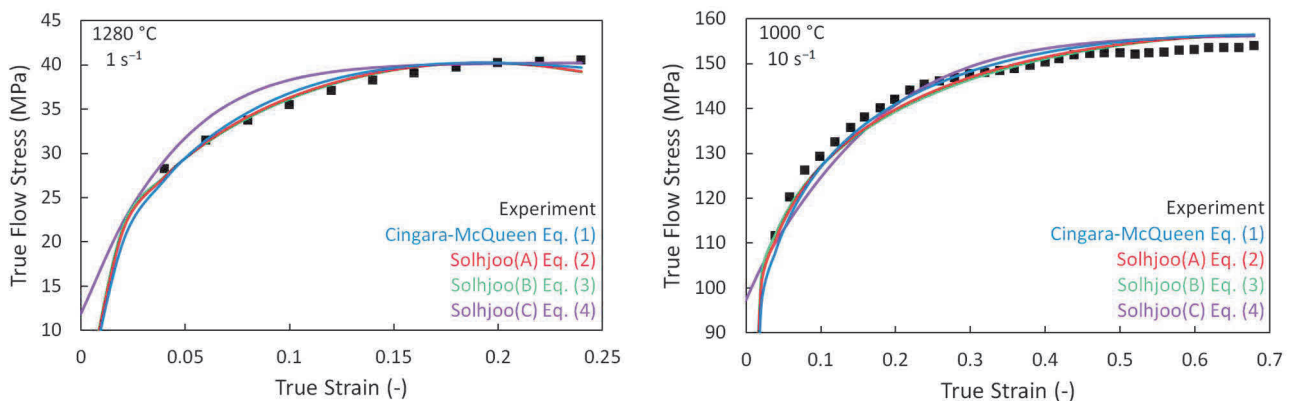 45
40
35
30
25
20
15
10
True Flow Stress (MPa)
1280 °C
1 s⁻¹
Experiment
Cingara-McQueen Eq. (1)
Solhjoo(A) Eq. (2)
Solhjoo(B) Eq. (3)
Solhjoo(C) Eq. (4)
0 0.05 0.1 0.15 0.2 0.25
True Strain (-)
160
150
140
130
120
110
100
90
True Flow Stress (MPa)
1000 °C
10 s⁻¹
Experiment
Cingara-McQueen Eq. (1)
Solhjoo(A) Eq. (2)
Solhjoo(B) Eq. (3)
Solhjoo(C) Eq. (4)
0 0.1 0.2 0.3 0.4 0.5 0.6 0.7
True Strain (-)